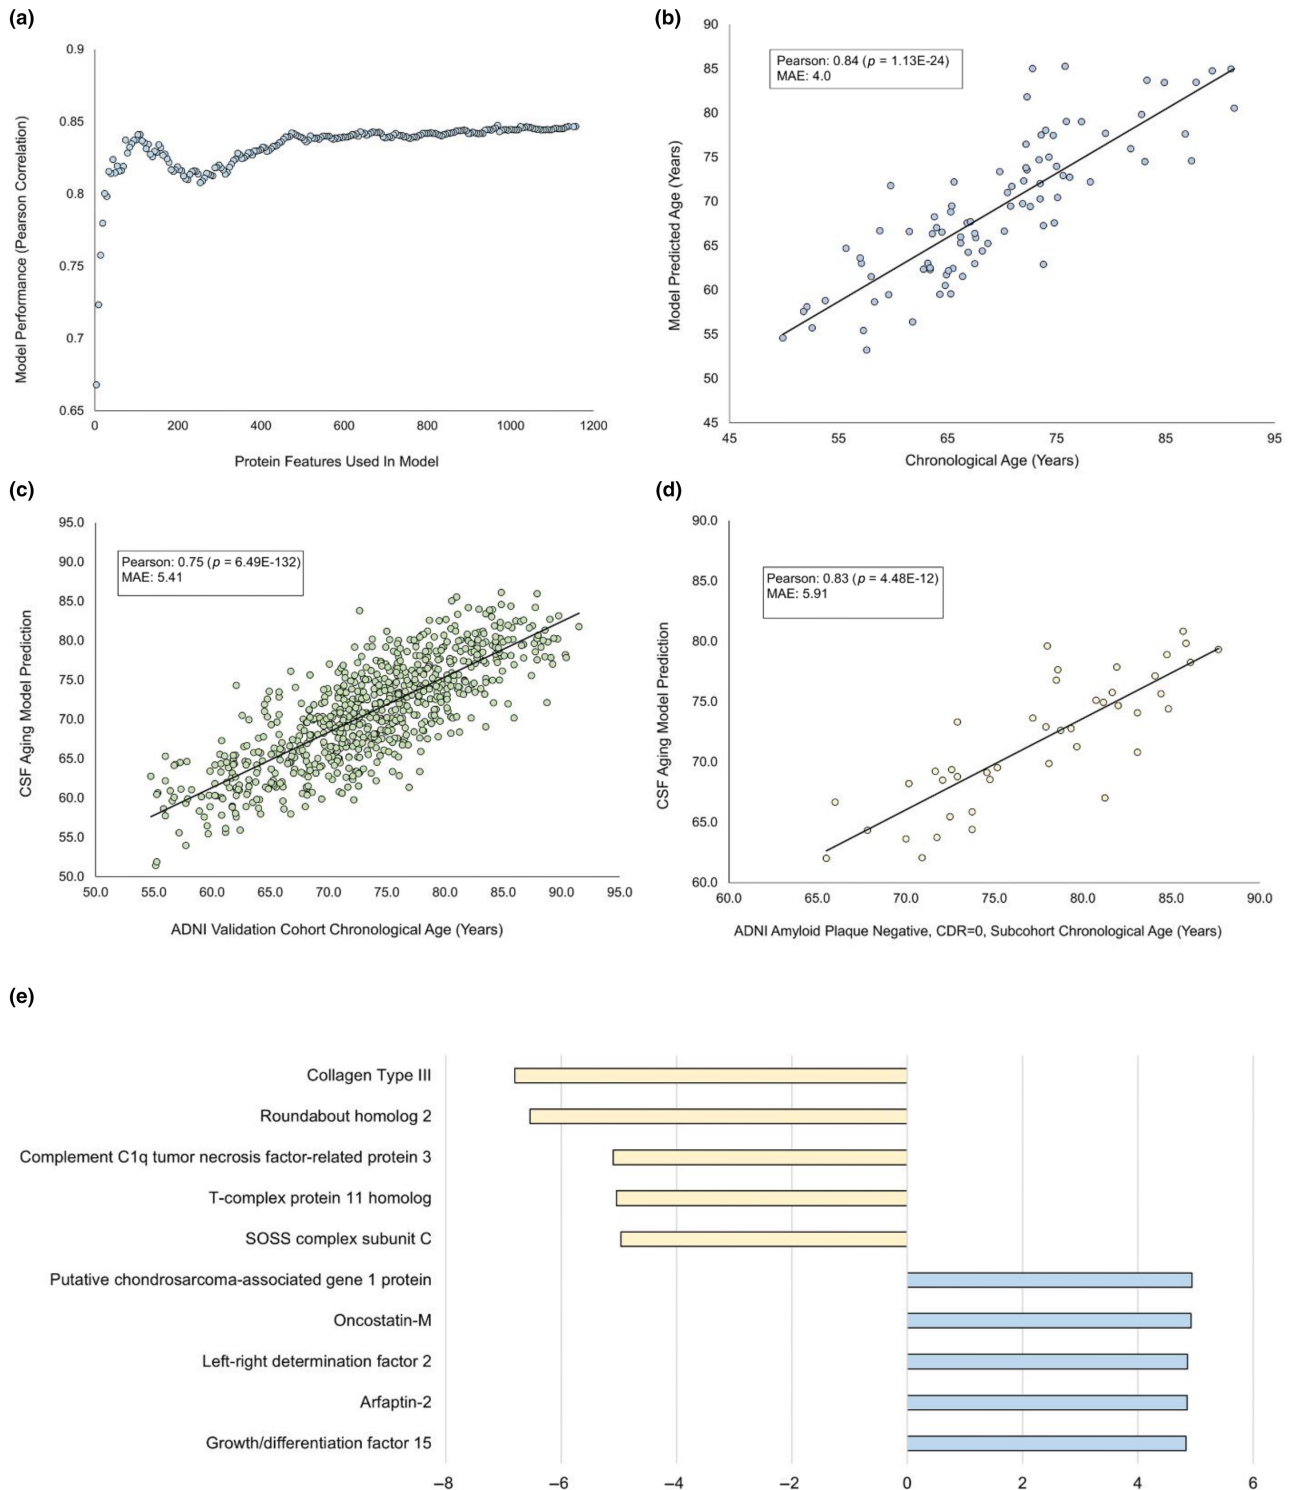 (a)
0.9
0.85
0.8
0.75
0.7
0.65
0 200 400 600 800 1000 1200
Model Performance (Pearson Correlation)
Protein Features Used In Model
(b)
90
85
80
75
70
65
60
55
50
45
45 55 65 75 85 95
Pearson: 0.84 (p = 1.13E-24)
MAE: 4.0
Model Predicted Age (Years)
Chronological Age (Years)
(c)
95.0
90.0
85.0
80.0
75.0
70.0
65.0
60.0
55.0
50.0
50.0 55.0 60.0 65.0 70.0 75.0 80.0 85.0 90.0 95.0
Pearson: 0.75 (p = 6.49E-132)
MAE: 5.41
CSF Aging Model Prediction
ADNI Validation Cohort Chronological Age (Years)
(d)
90.0
85.0
80.0
75.0
70.0
65.0
60.0
60.0 65.0 70.0 75.0 80.0 85.0 90.0
Pearson: 0.83 (p = 4.48E-12)
MAE: 5.91
CSF Aging Model Prediction
ADNI Amyloid Plaque Negative, CDR=0, Subcohort Chronological Age (Years)
(e)
Collagen Type III
Roundabout homolog 2
Complement C1q tumor necrosis factor-related protein 3
T-complex protein 11 homolog
SOSS complex subunit C
Putative chondrosarcoma-associated gene 1 protein
Oncostatin-M
Left-right determination factor 2
Arfaptin-2
Growth/differentiation factor 15
–8 –6 –4 –2 0 2 4 6